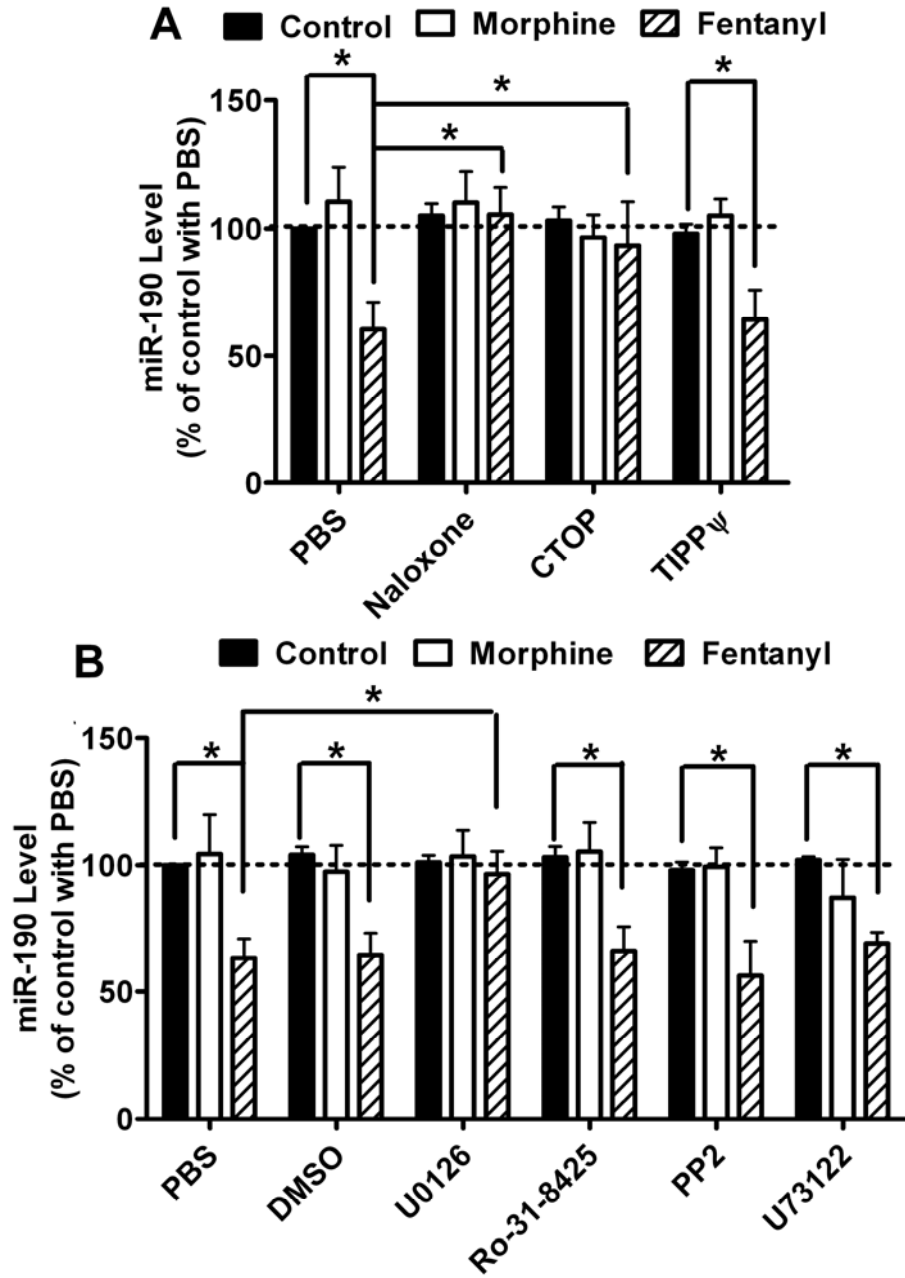 A Control Morphine Fentanyl
* * * *
150
100
50
0
miR-190 Level
(% of control with PBS)
PBS Naloxone CTOP TIPPψ
B Control Morphine Fentanyl
* * * * * *
150
100
50
0
miR-190 Level
(% of control with PBS)
PBS DMSO U0126 Ro-31-8425 PP2 U73122